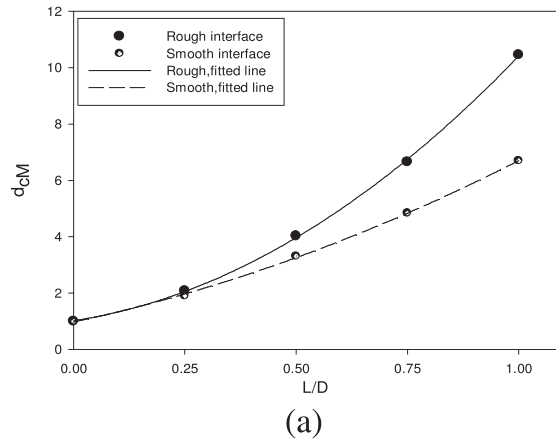 12
10
8
6
4
2
0
dcM
Rough interface
Smooth interface
Rough,fitted line
Smooth,fitted line
0.00 0.25 0.50 0.75 1.00
L/D
(a)